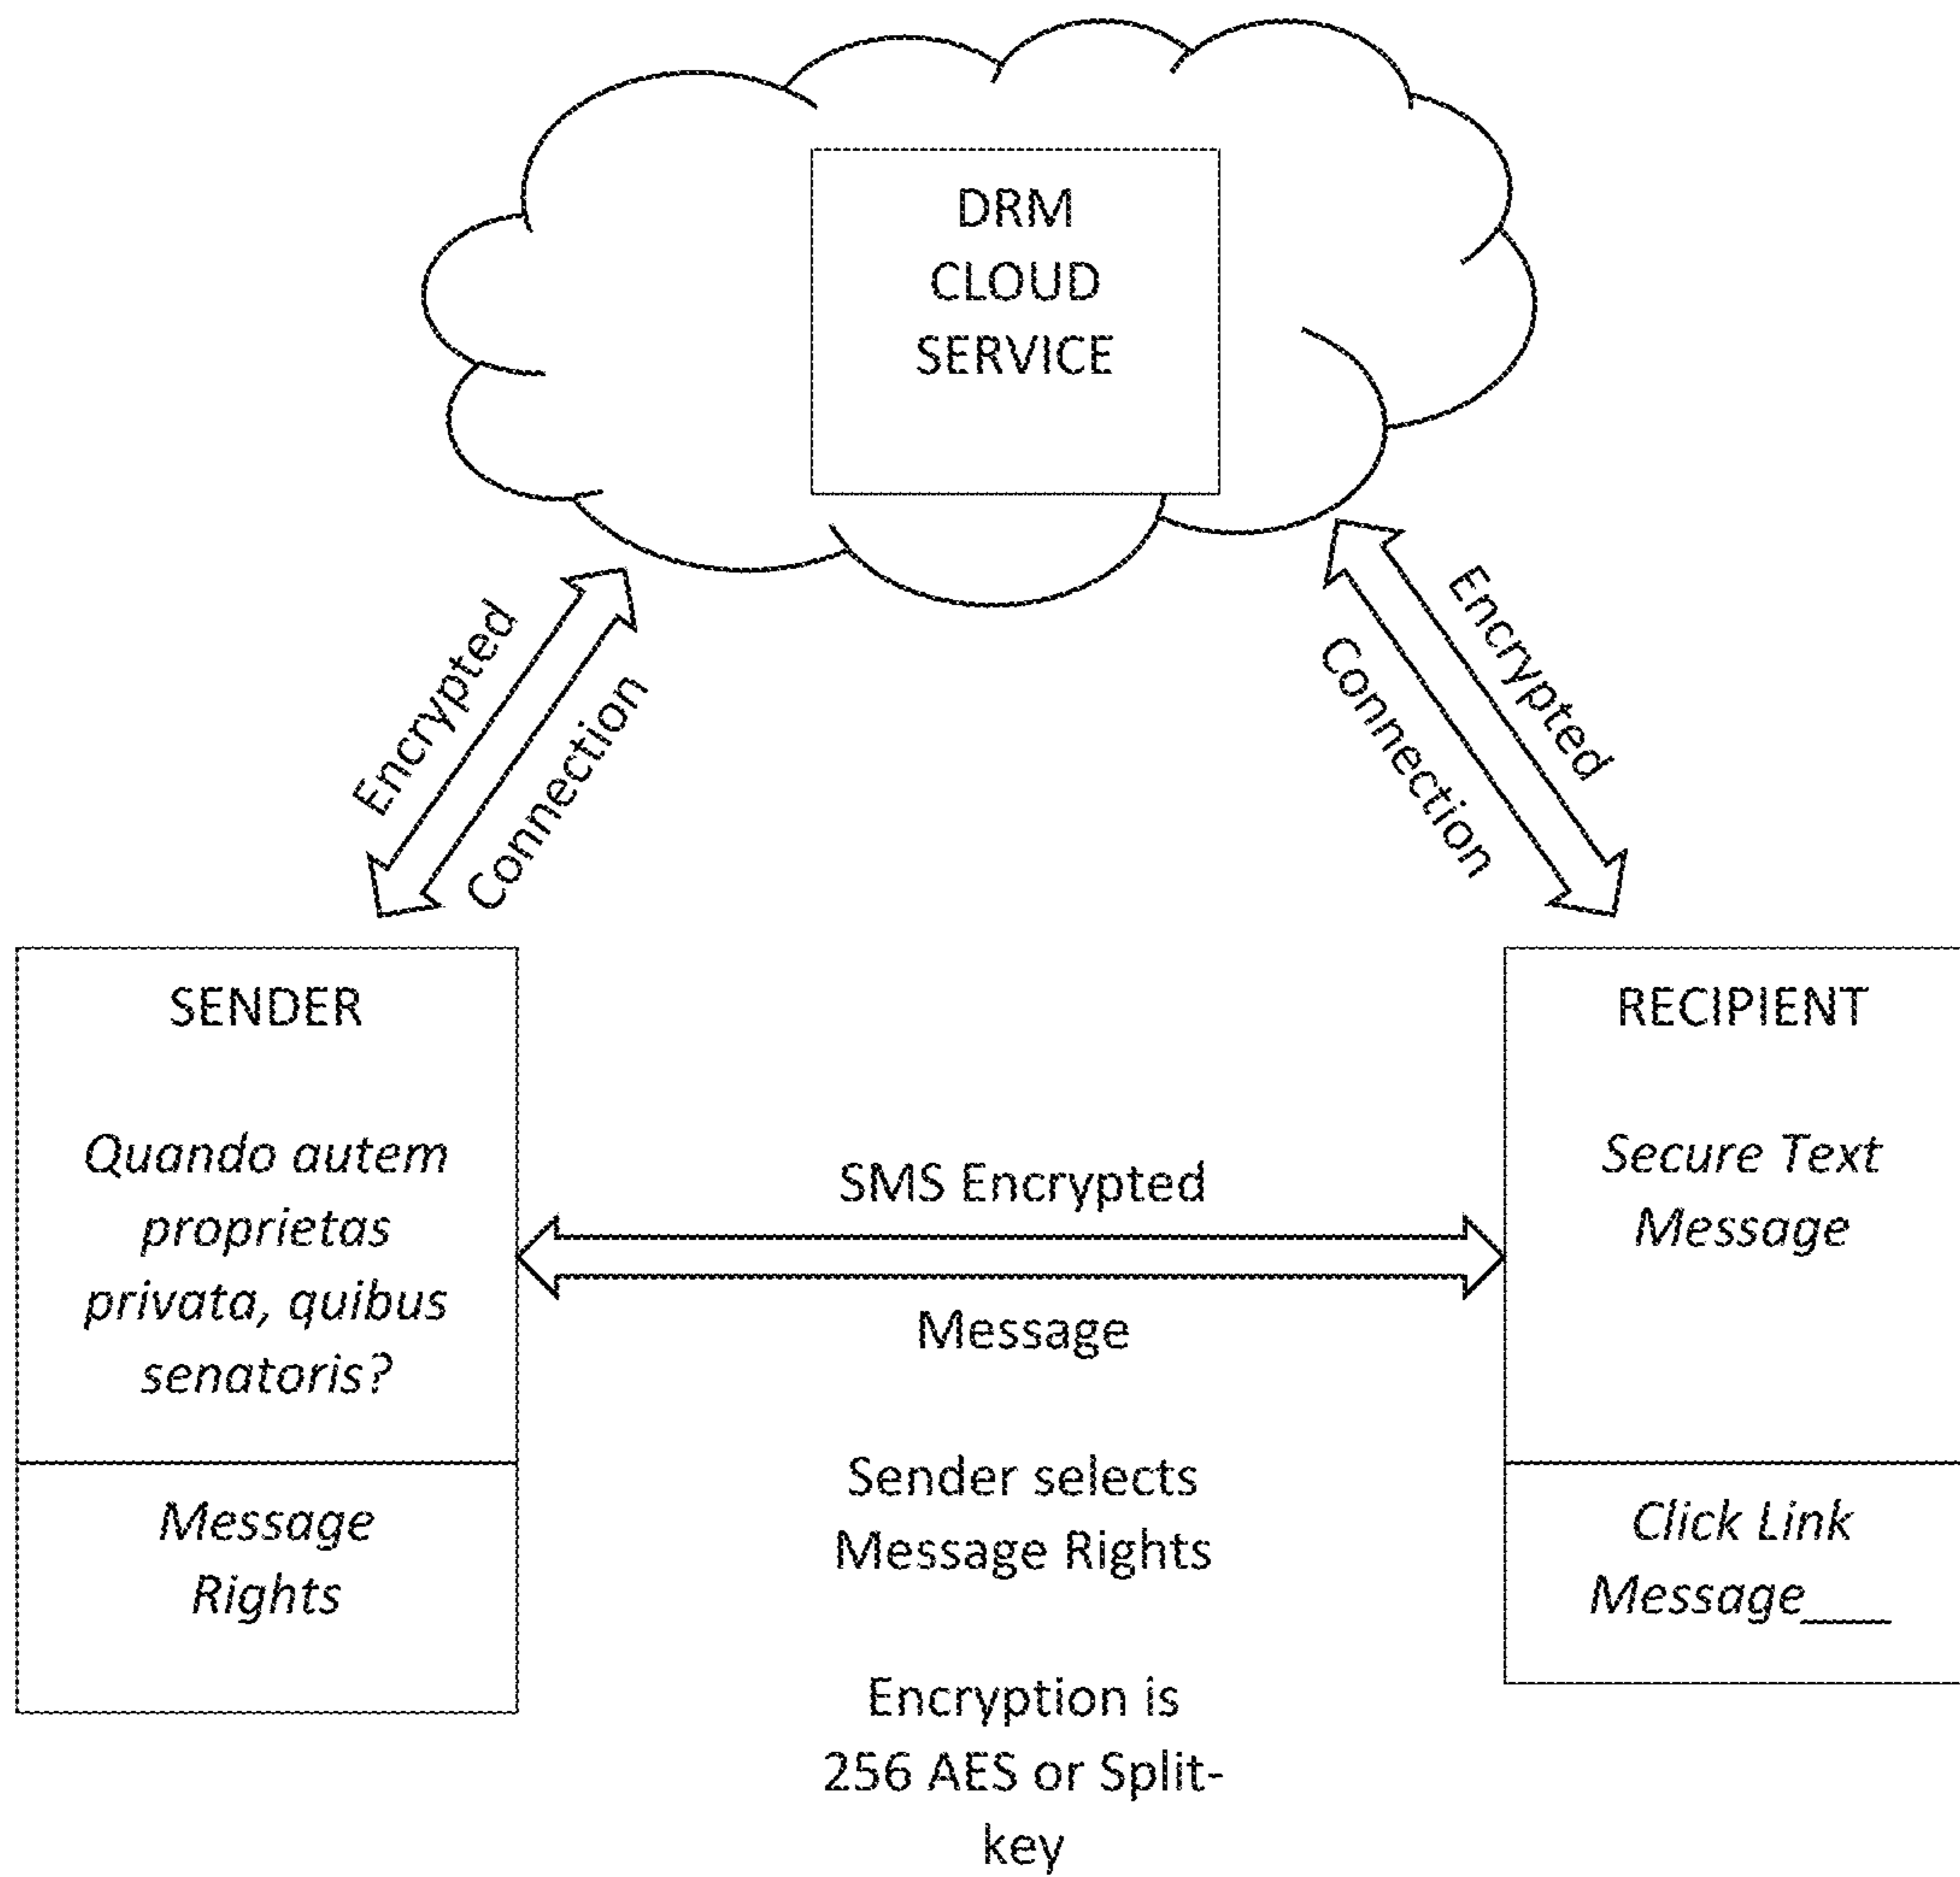 DRM
CLOUD
SERVICE
Encrypted
Connection
Encrypted
Connection
SENDER
Quando autem
proprietas
privata, quibus
senatoris?
Message
Rights
SMS Encrypted
Message
Sender selects
Message Rights
Encryption is
256 AES or Split-
key
RECIPIENT
Secure Text
Message
Click Link
Message___